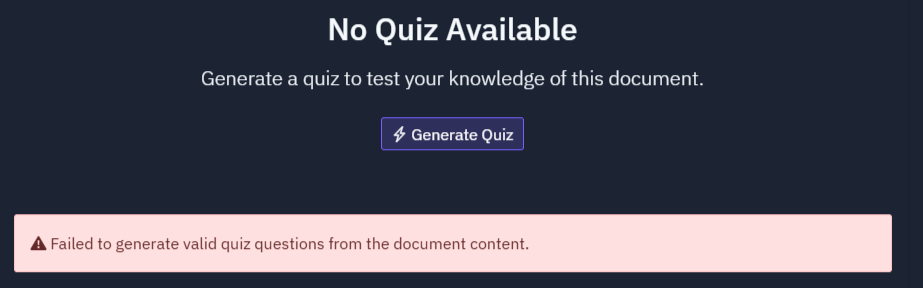 No Quiz Available
Generate a quiz to test your knowledge of this document.
Generate Quiz
Failed to generate valid quiz questions from the document content.